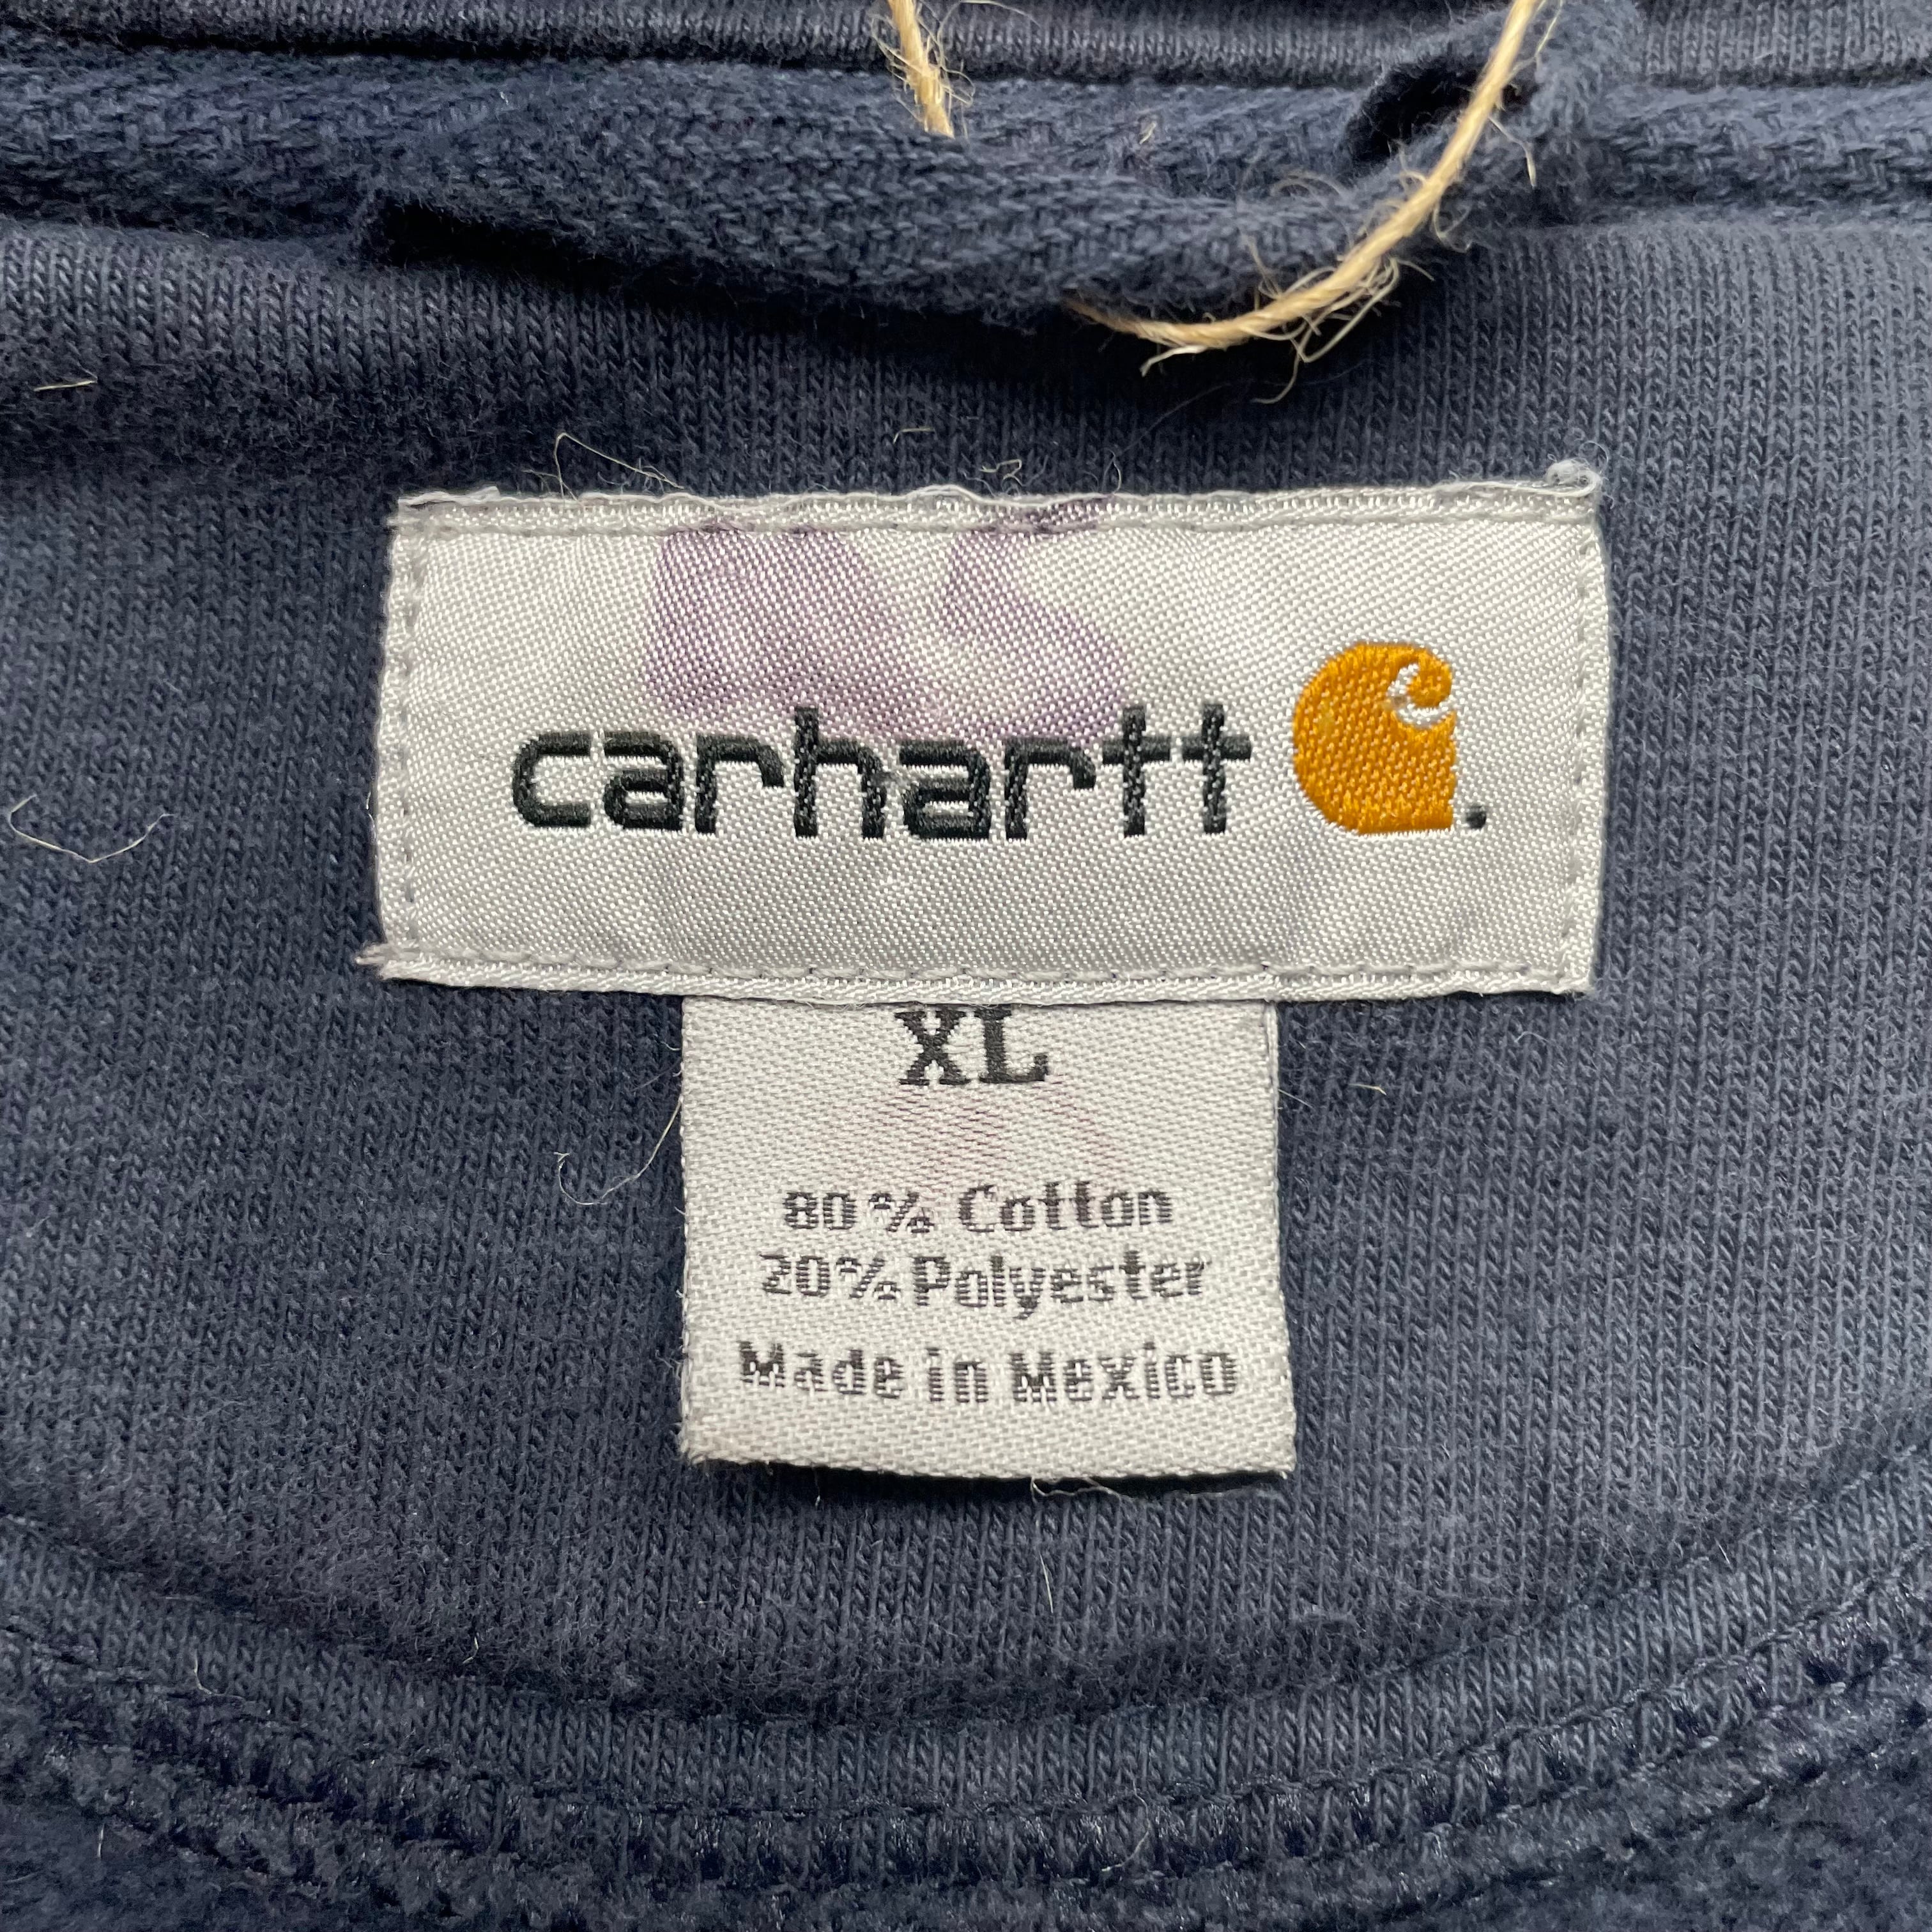 carhartt
XL
80% Cotton
20% Polyester
Made in Mexico